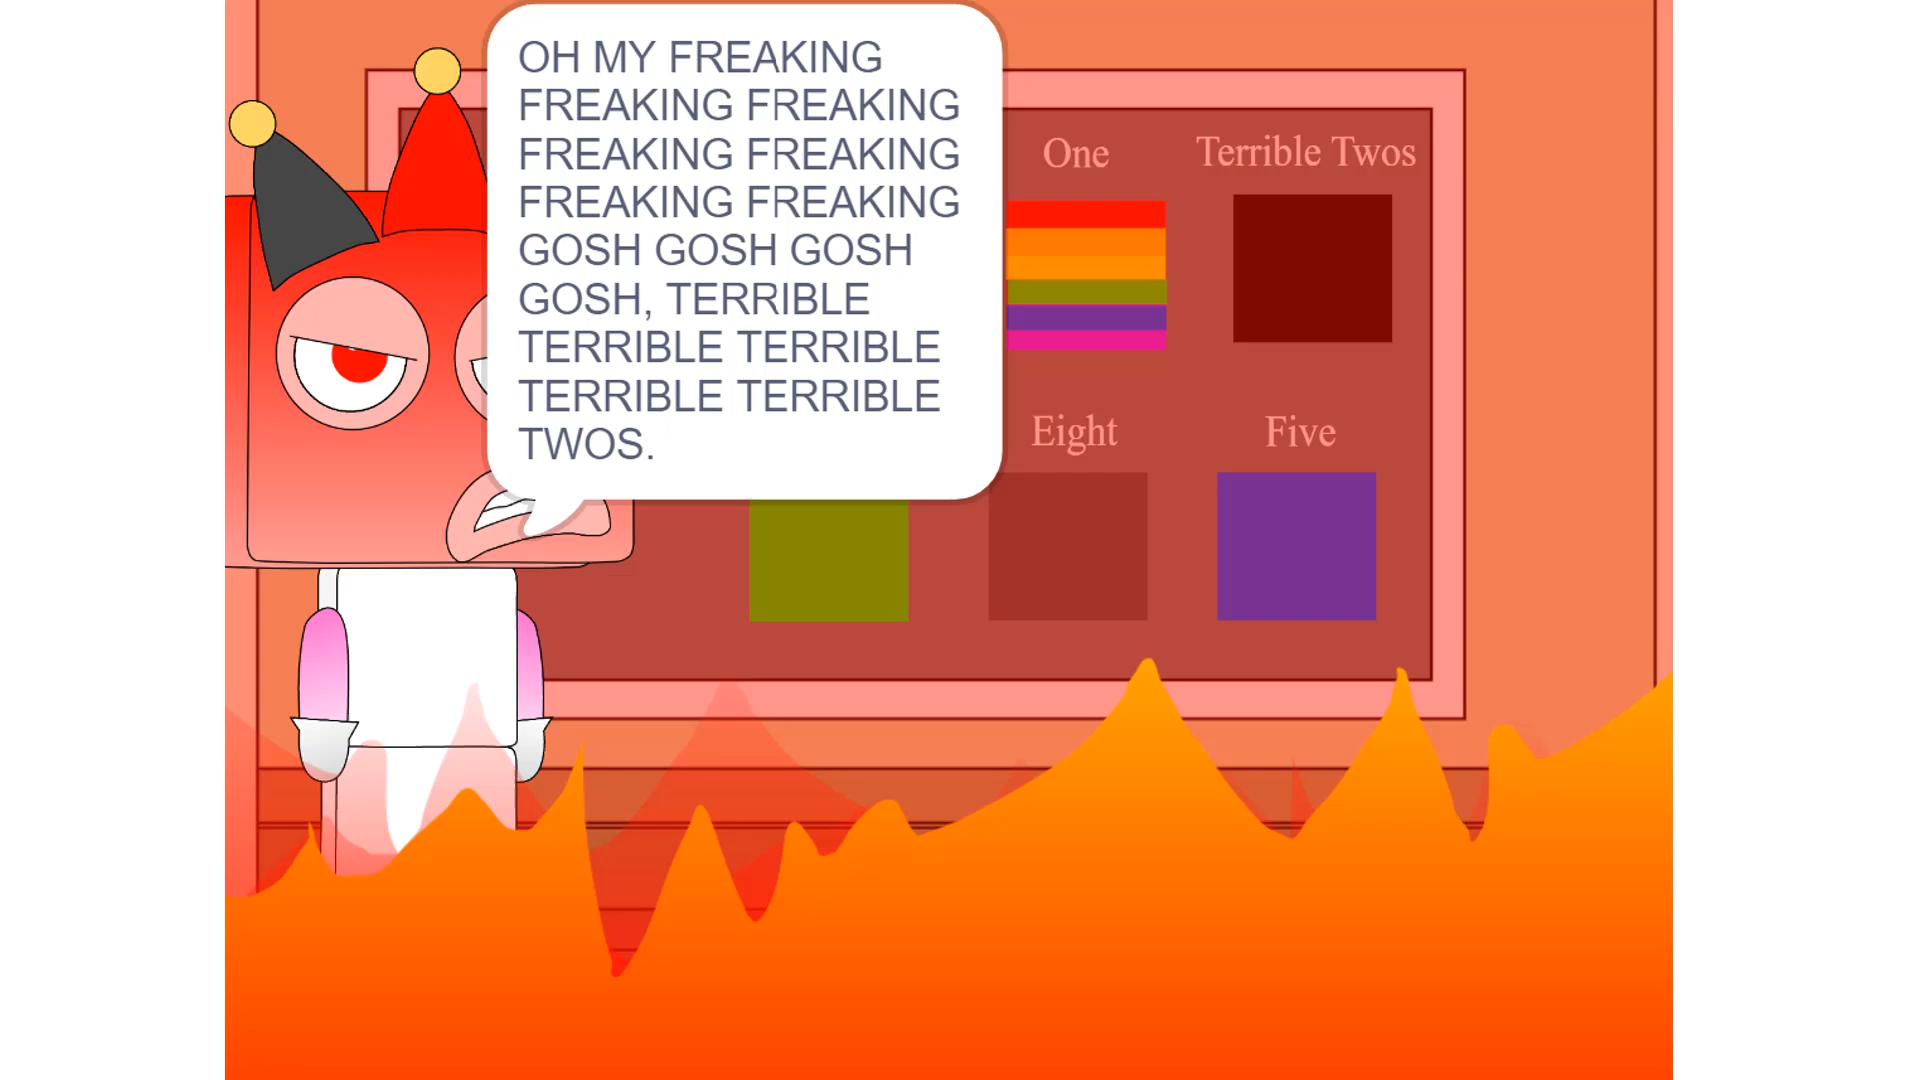 OH MY FREAKING
FREAKING FREAKING
FREAKING FREAKING
FREAKING FREAKING
GOSH GOSH GOSH
GOSH, TERRIBLE
TERRIBLE TERRIBLE
TERRIBLE TERRIBLE
TWOS.
One
Terrible Twos
Eight
Five